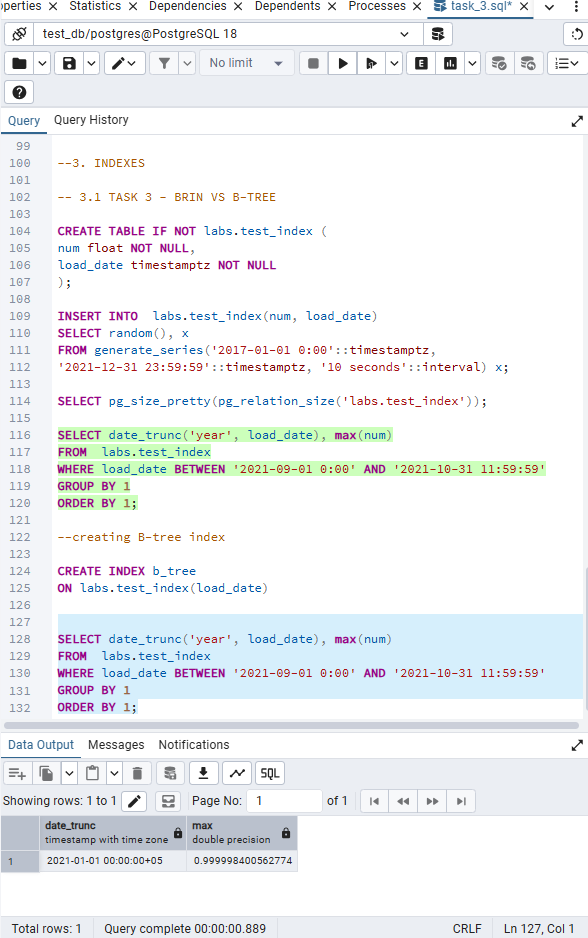 perties Statistics Dependencies Dependents Processes task_3.sql*
test_db/postgres@PostgreSQL 18
No limit
E
Query Query History
99
100 --3. INDEXES
101
102 -- 3.1 TASK 3 - BRIN VS B-TREE
103
104 CREATE TABLE IF NOT labs.test_index (
105 num float NOT NULL,
106 load_date timestamptz NOT NULL
107 );
108
109 INSERT INTO labs.test_index(num, load_date)
110 SELECT random(), x
111 FROM generate_series('2017-01-01 0:00'::timestamptz,
112 '2021-12-31 23:59:59'::timestamptz, '10 seconds'::interval) x;
113
114 SELECT pg_size_pretty(pg_relation_size('labs.test_index'));
115
116 SELECT date_trunc('year', load_date), max(num)
117 FROM labs.test_index
118 WHERE load_date BETWEEN '2021-09-01 0:00' AND '2021-10-31 11:59:59'
119 GROUP BY 1
120 ORDER BY 1;
121
122 --creating B-tree index
123
124 CREATE INDEX b_tree
125 ON labs.test_index(load_date)
126
127
128 SELECT date_trunc('year', load_date), max(num)
129 FROM labs.test_index
130 WHERE load_date BETWEEN '2021-09-01 0:00' AND '2021-10-31 11:59:59'
131 GROUP BY 1
132 ORDER BY 1;
Data Output Messages Notifications
SQL
Showing rows: 1 to 1 Page No: 1 of 1
date_trunc max
timestamp with time zone double precision
1 2021-01-01 00:00:00+05 0.999998400562774
Total rows: 1 Query complete 00:00:00.889 CRLF Ln 127, Col 1